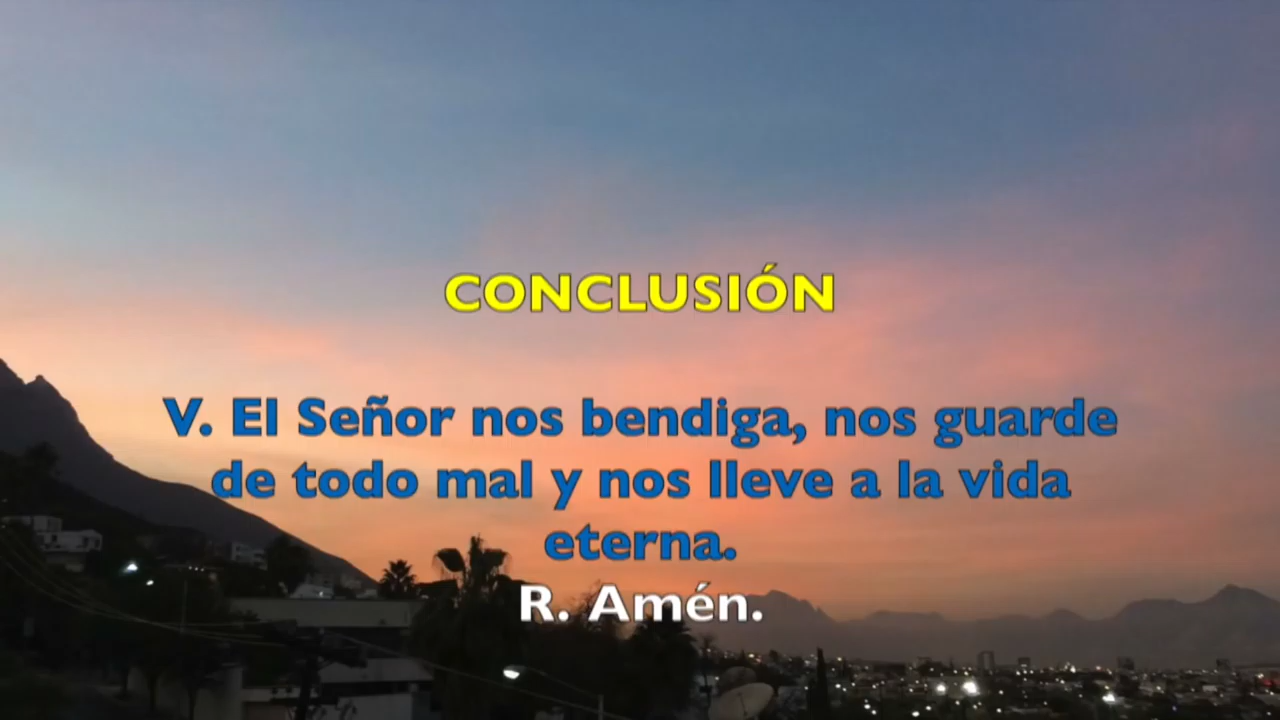 CONCLUSIÓN
V. El Señor nos bendiga, nos guarde
de todo mal y nos lleve a la vida
eterna.
R. Amén.